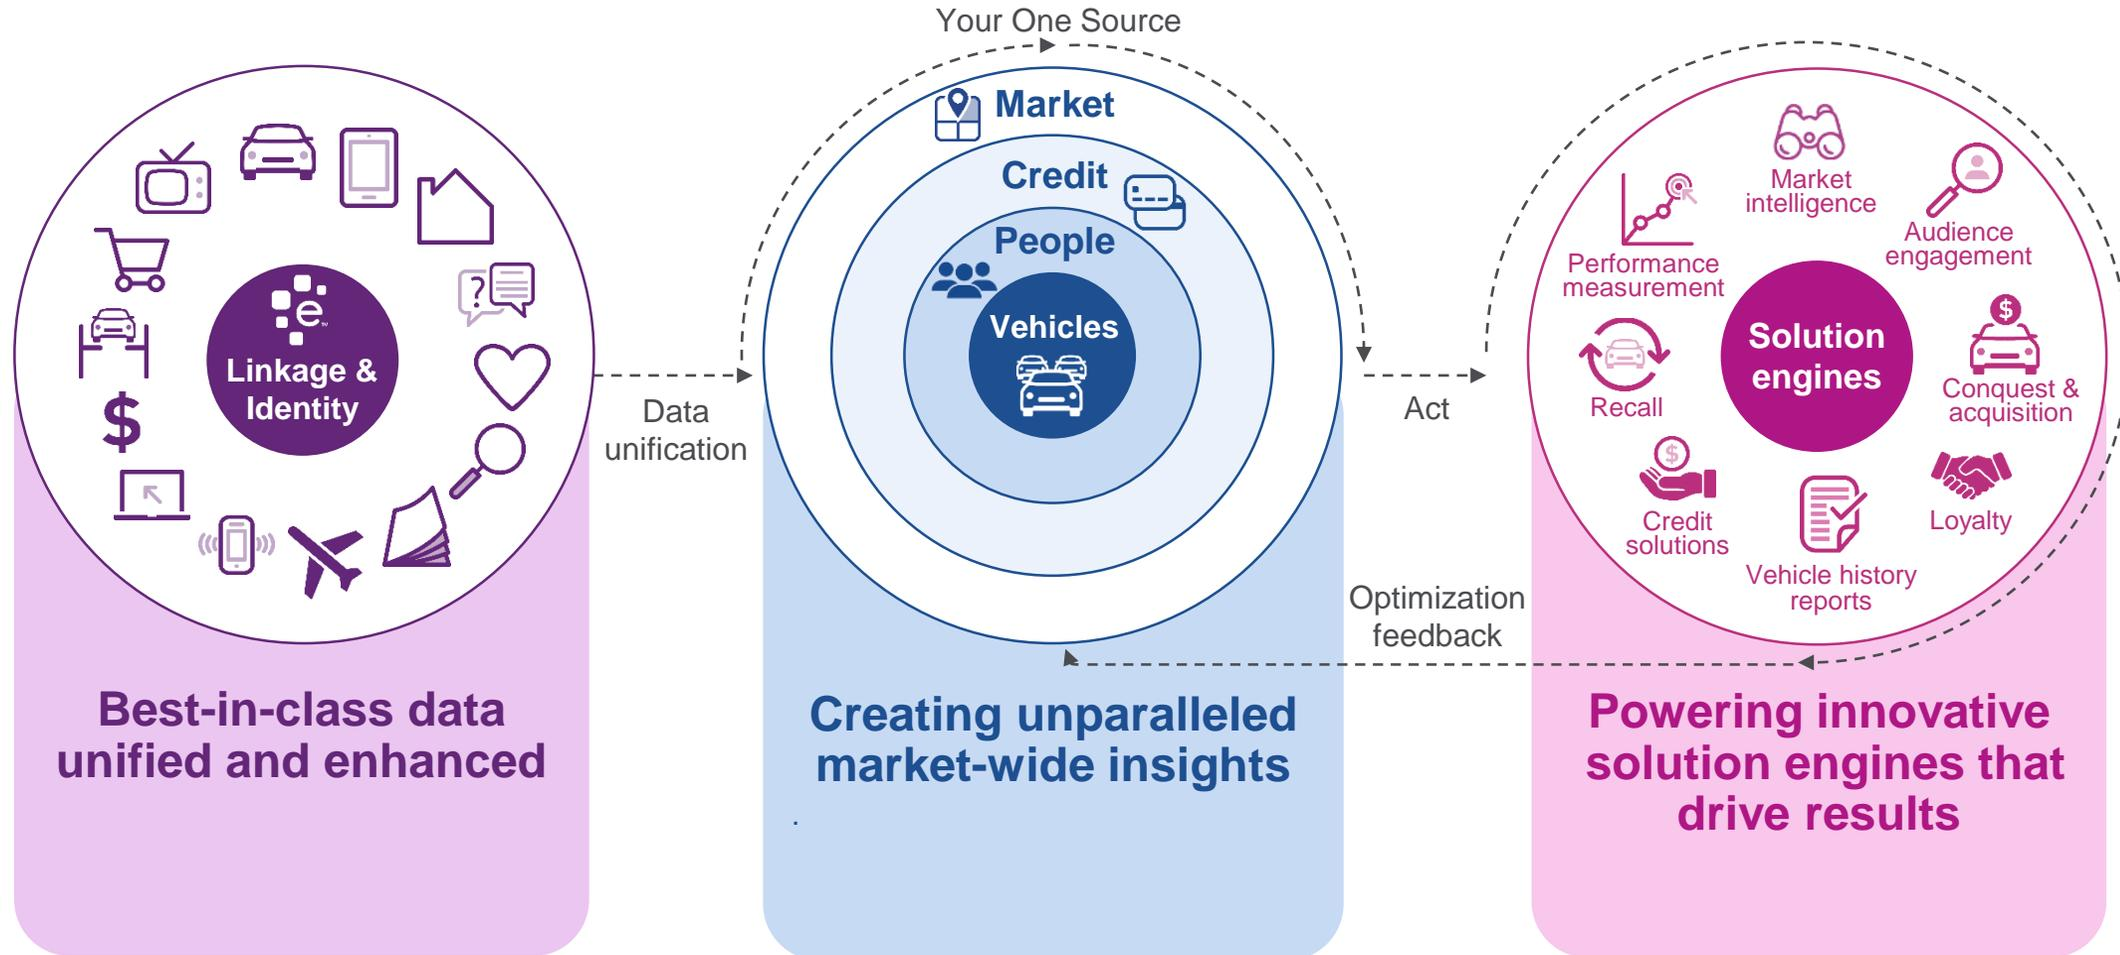 Your One Source
Linkage &
Identity
Best-in-class data
unified and enhanced
Data
unification
Market
Credit
People
Vehicles
Creating unparalleled
market-wide insights
.
Act
Optimization
feedback
Market
intelligence
Audience
engagement
Performance
measurement
Solution
engines
Conquest &
acquisition
Recall
Loyalty
Credit
solutions
Vehicle history
reports
Powering innovative
solution engines that
drive results
$
?
e
$
$